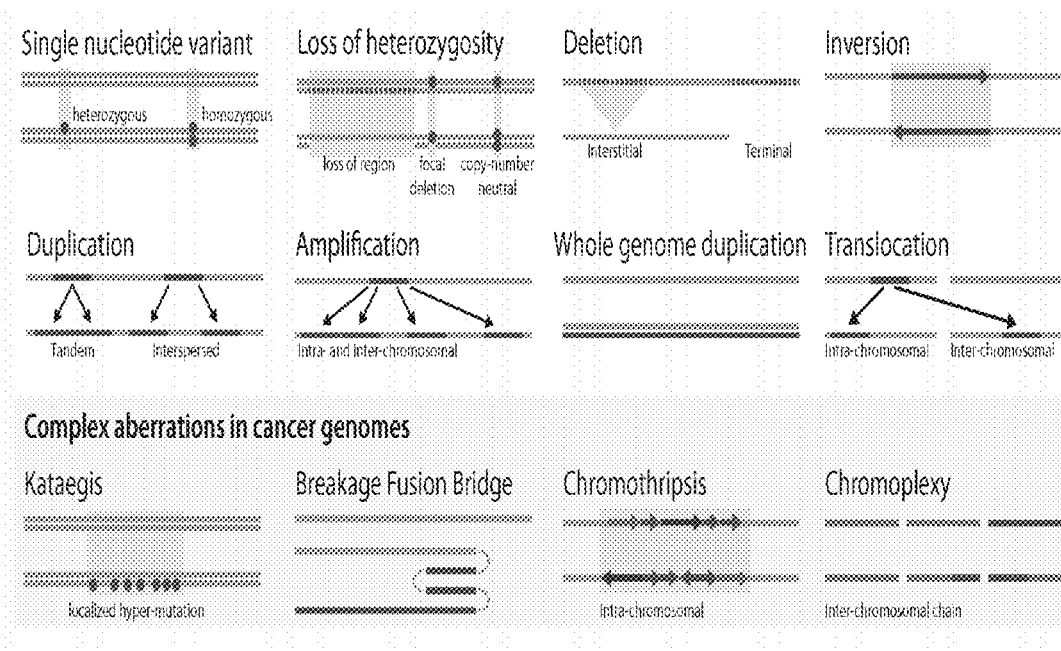 Single nucleotide variant
heterozygous
homozygous
Loss of heterozygosity
loss of region
focal
deletion
copy-number
neutral
Deletion
Interstitial
Terminal
Inversion
Duplication
Tandem
Interspersed
Amplification
Intra- and Inter-chromosomal
Whole genome duplication
Translocation
Intra-chromosomal
Inter-chromosomal
Complex aberrations in cancer genomes
Kataegis
localized hyper-mutation
Breakage Fusion Bridge
Chromothripsis
Intra-chromosomal
Chromoplexy
Inter-chromosomal chain